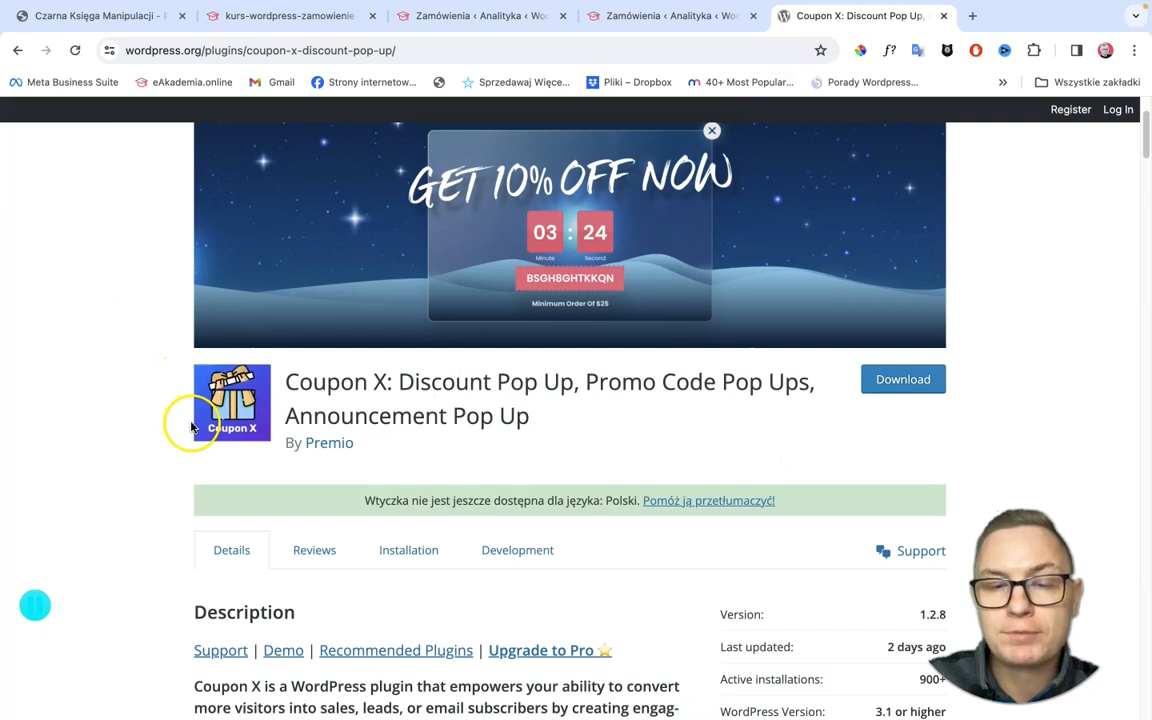 Czarna Księga Manipulacji - P
kurs-wordpress-zamowienie
Zamówienia ‹ Analityka ‹ Woo
Zamówienia ‹ Analityka ‹ Woo
Coupon X: Discount Pop Up,
wordpress.org/plugins/coupon-x-discount-pop-up/
Meta Business Suite
eAkademia.online
Gmail
Strony internetow...
Sprzedawaj Więce...
Pliki – Dropbox
40+ Most Popular...
Porady Wordpress...
Wszystkie zakładki
Register Log In
GET 10% OFF NOW
03 : 24
Minute Second
BSGH8GHTKKQN
Minimum Order Of $25
Coupon X
Coupon X: Discount Pop Up, Promo Code Pop Ups,
Announcement Pop Up
By Premio
Download
Wtyczka nie jest jeszcze dostępna dla języka: Polski. Pomóż ją przetłumaczyć!
Details Reviews Installation Development Support
Description
Support | Demo | Recommended Plugins | Upgrade to Pro
Coupon X is a WordPress plugin that empowers your ability to convert
more visitors into sales, leads, or email subscribers by creating engag-
Version: 1.2.8
Last updated: 2 days ago
Active installations: 900+
WordPress Version: 3.1 or higher